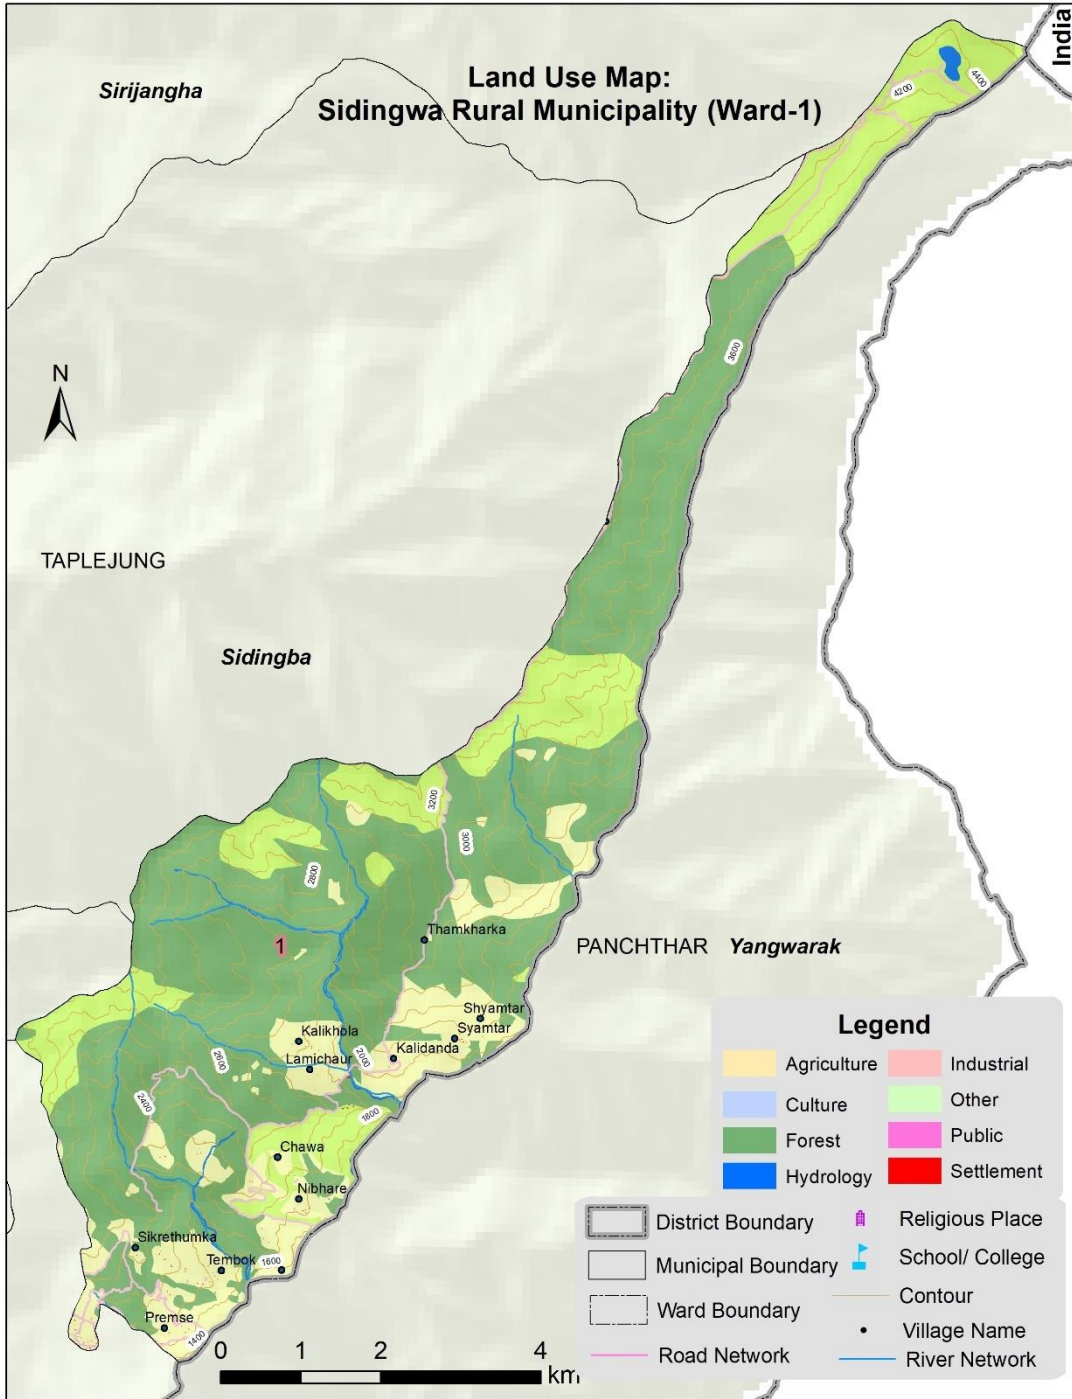 India
Land Use Map:
Sidingwa Rural Municipality (Ward-1)
Sirijangha
4400
4200
3600
N
TAPLEJUNG
Sidingba
3200
3000
2800
Thamkharka
1
PANCHTHAR Yangwarak
Shyamtar
Syamtar
Kalikhola
Kalidanda
Lamichaur
2000
2600
2400
1800
Chawa
Nibhare
Sikrethumka
Tembok
1600
Premse
1400
Legend
Agriculture
Industrial
Culture
Other
Forest
Public
Hydrology
Settlement
District Boundary
Religious Place
Municipal Boundary
School/ College
Ward Boundary
Contour
Village Name
Road Network
River Network
0 1 2 4
km